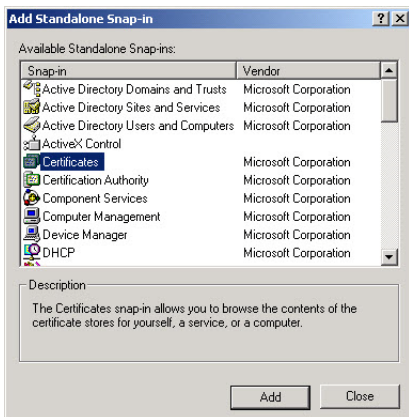 Add Standalone Snap-in
Available Standalone Snap-ins:
Snap-in Vendor
Active Directory Domains and Trusts Microsoft Corporation
Active Directory Sites and Services Microsoft Corporation
Active Directory Users and Computers Microsoft Corporation
ActiveX Control
Certificates Microsoft Corporation
Certification Authority Microsoft Corporation
Component Services Microsoft Corporation
Computer Management Microsoft Corporation
Device Manager Microsoft Corporation
DHCP Microsoft Corporation
Description
The Certificates snap-in allows you to browse the contents of the
certificate stores for yourself, a service, or a computer.
Add Close